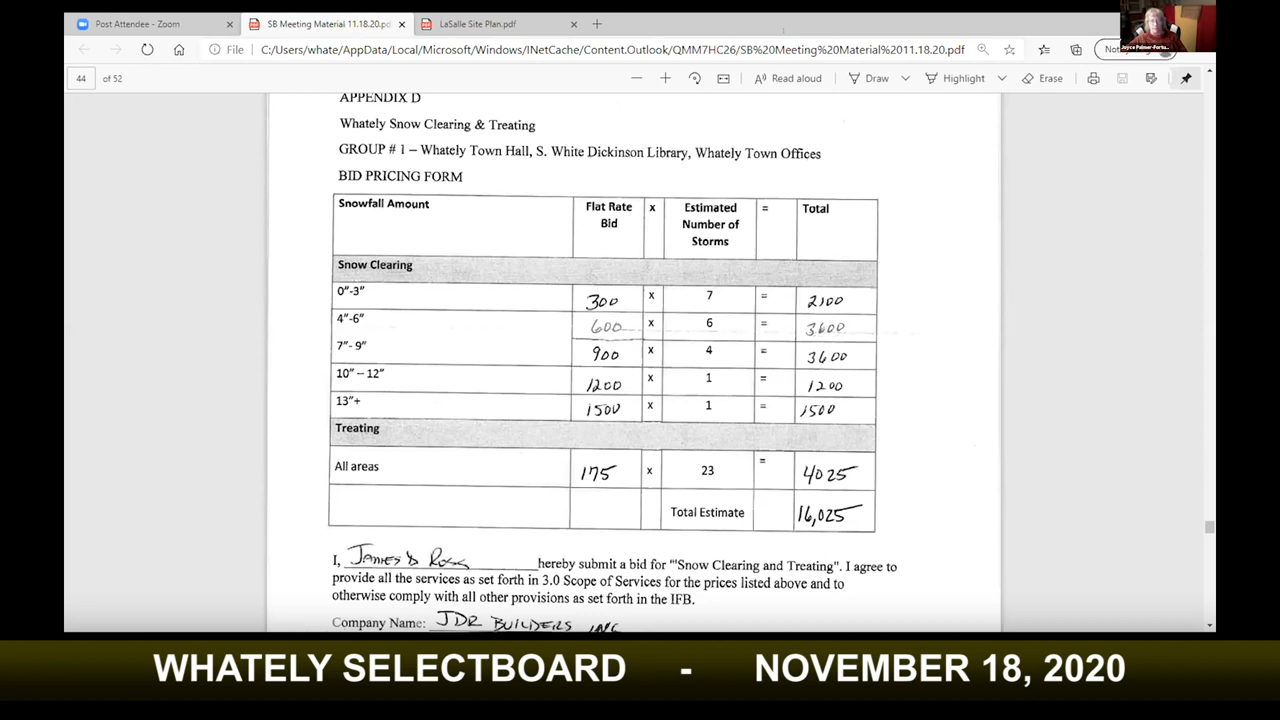 Post Attendee - Zoom
SB Meeting Material 11.18.20.pd
LaSalle Site Plan.pdf
File
C:/Users/whate/AppData/Local/Microsoft/Windows/INetCache/Content.Outlook/QMM7HC26/SB%20Meeting%20Material%2011.18.20.pdf
44 of 52
Read aloud
Draw
Highlight
Erase
APPENDIX D
Whately Snow Clearing & Treating
GROUP # 1 – Whately Town Hall, S. White Dickinson Library, Whately Town Offices
BID PRICING FORM
Snowfall Amount Flat Rate Bid x Estimated Number of Storms = Total
Snow Clearing
0"-3" 300 x 7 = 2100
4"-6" 600 x 6 = 3600
7"- 9" 900 x 4 = 3600
10" – 12" 1200 x 1 = 1200
13"+ 1500 x 1 = 1500
Treating
All areas 175 x 23 = 4025
Total Estimate 16,025
I, James D Ross hereby submit a bid for "'Snow Clearing and Treating". I agree to
provide all the services as set forth in 3.0 Scope of Services for the prices listed above and to
otherwise comply with all other provisions as set forth in the IFB.
Company Name: JDR BUILDERS INC
WHATELY SELECTBOARD - NOVEMBER 18, 2020